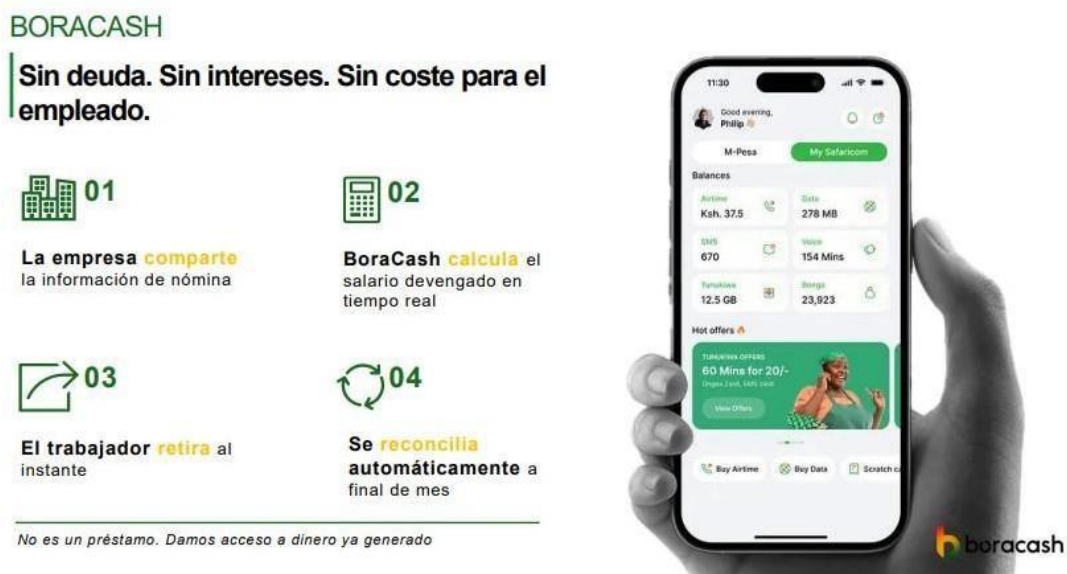 BORACASH
Sin deuda. Sin intereses. Sin coste para el
empleado.
01
La empresa comparte
la información de nómina
02
BoraCash calcula el
salario devengado en
tiempo real
03
El trabajador retira al
instante
04
Se reconcilia
automáticamente a
final de mes
No es un préstamo. Damos acceso a dinero ya generado
11:30
Good evening,
Philip
M-Pesa
My Safaricom
Balances
Airtime
Ksh. 37.5
Data
278 MB
SMS
670
Voice
154 Mins
Tunukiwa
12.5 GB
Bonga
23,923
Hot offers
TUNUKIWA OFFERS
60 Mins for 20/-
View Offers
Buy Airtime
Buy Data
Scratch
boracash